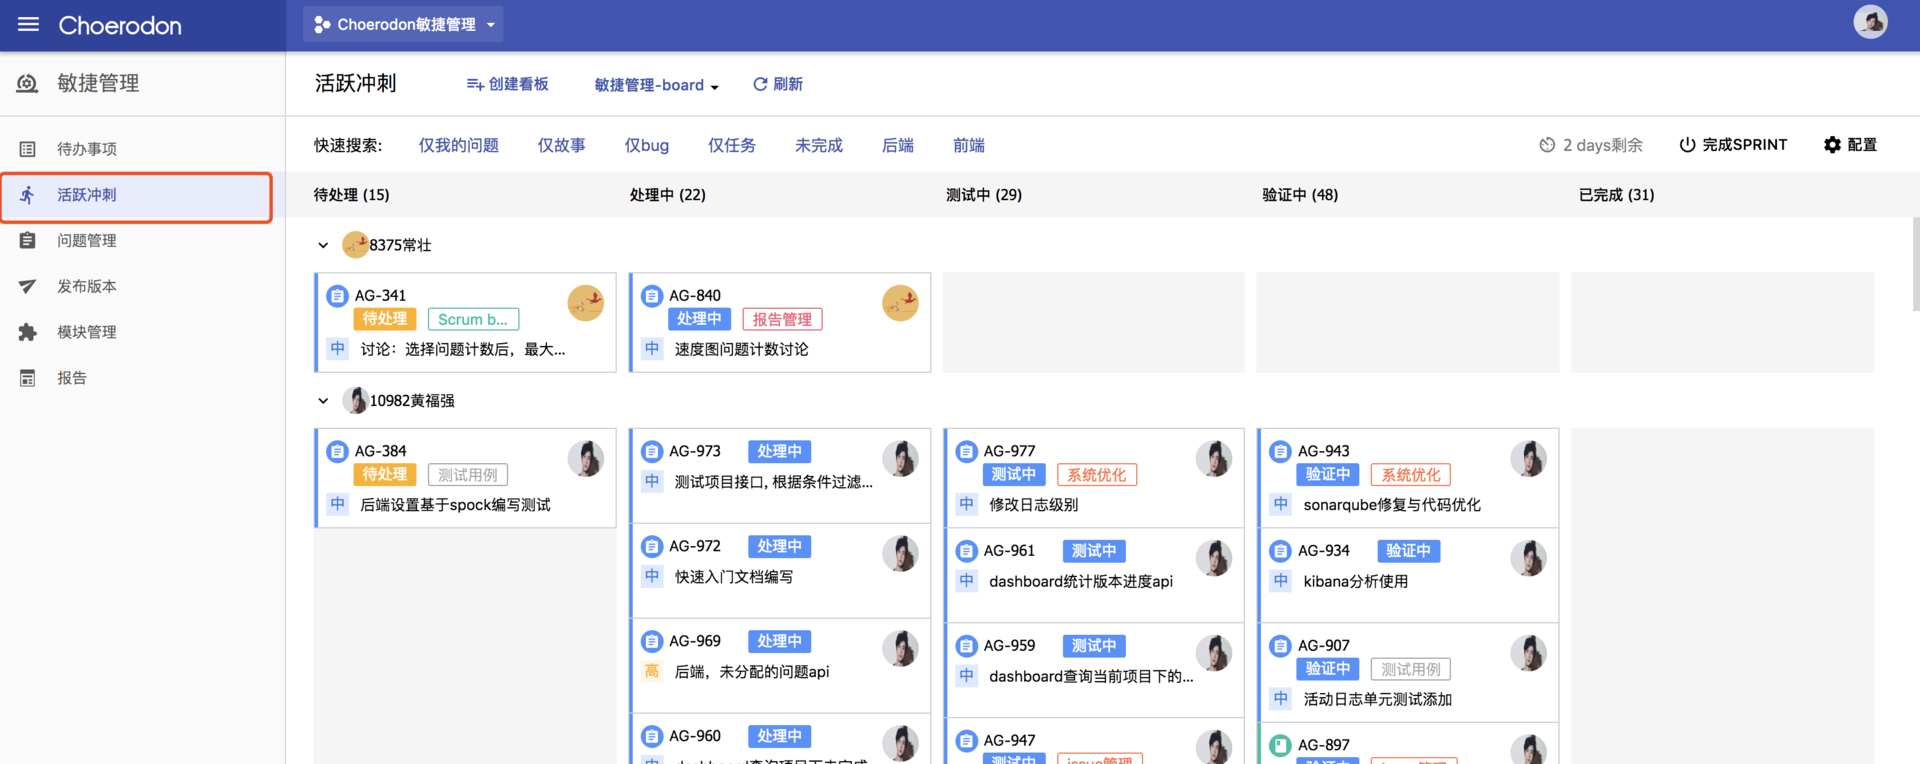 Choerodon
Choerodon敏捷管理
敏捷管理
活跃冲刺
创建看板
敏捷管理-board
刷新
待办事项
活跃冲刺
问题管理
发布版本
模块管理
报告
快速搜索:
仅我的问题
仅故事
仅bug
仅任务
未完成
后端
前端
2 days剩余
完成SPRINT
配置
待处理 (15)
处理中 (22)
测试中 (29)
验证中 (48)
已完成 (31)
8375常壮
AG-341
待处理
Scrum b...
中
讨论：选择问题计数后，最大...
AG-840
处理中
报告管理
中
速度图问题计数讨论
10982黄福强
AG-384
待处理
测试用例
中
后端设置基于spock编写测试
AG-973
处理中
中
测试项目接口, 根据条件过滤...
AG-972
处理中
中
快速入门文档编写
AG-969
处理中
高
后端，未分配的问题api
AG-960
处理中
AG-977
测试中
系统优化
中
修改日志级别
AG-961
测试中
中
dashboard统计版本进度api
AG-959
测试中
中
dashboard查询当前项目下的...
AG-947
测试中
issue管理
AG-943
验证中
系统优化
中
sonarqube修复与代码优化
AG-934
验证中
中
kibana分析使用
AG-907
验证中
测试用例
中
活动日志单元测试添加
AG-897
验证中